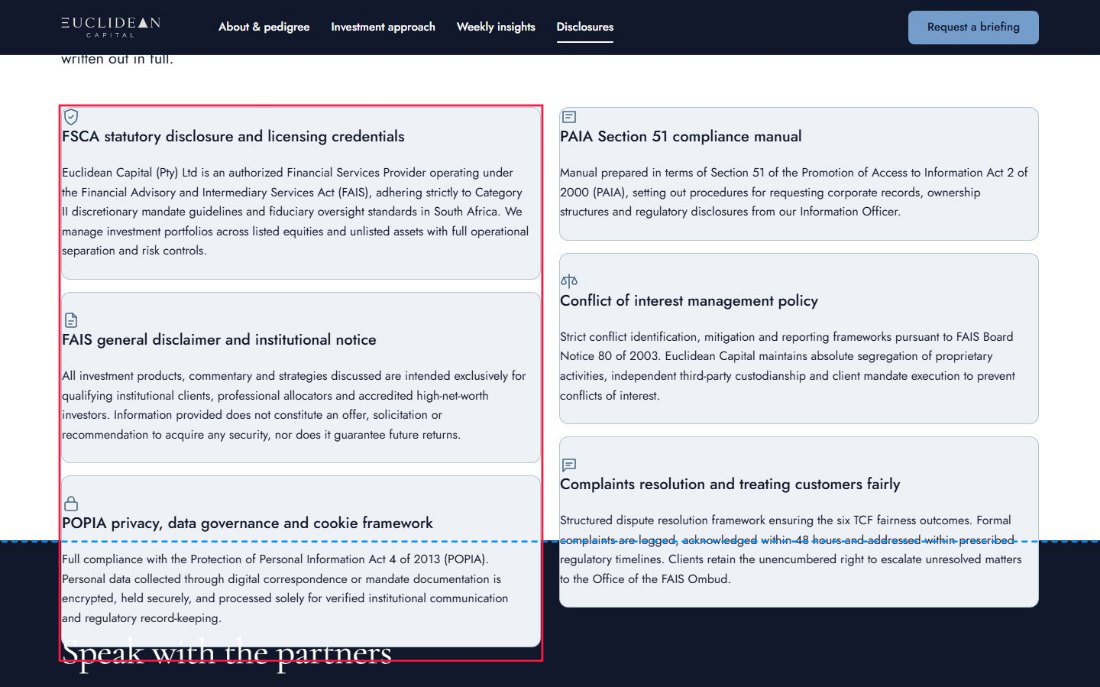 EUCLIDEAN
CAPITAL
About & pedigree
Investment approach
Weekly insights
Disclosures
Request a briefing
written out in full.
FSCA statutory disclosure and licensing credentials
Euclidean Capital (Pty) Ltd is an authorized Financial Services Provider operating under
the Financial Advisory and Intermediary Services Act (FAIS), adhering strictly to Category
II discretionary mandate guidelines and fiduciary oversight standards in South Africa. We
manage investment portfolios across listed equities and unlisted assets with full operational
separation and risk controls.
FAIS general disclaimer and institutional notice
All investment products, commentary and strategies discussed are intended exclusively for
qualifying institutional clients, professional allocators and accredited high-net-worth
investors. Information provided does not constitute an offer, solicitation or
recommendation to acquire any security, nor does it guarantee future returns.
POPIA privacy, data governance and cookie framework
Full compliance with the Protection of Personal Information Act 4 of 2013 (POPIA).
Personal data collected through digital correspondence or mandate documentation is
encrypted, held securely, and processed solely for verified institutional communication
and regulatory record-keeping.
PAIA Section 51 compliance manual
Manual prepared in terms of Section 51 of the Promotion of Access to Information Act 2 of
2000 (PAIA), setting out procedures for requesting corporate records, ownership
structures and regulatory disclosures from our Information Officer.
Conflict of interest management policy
Strict conflict identification, mitigation and reporting frameworks pursuant to FAIS Board
Notice 80 of 2003. Euclidean Capital maintains absolute segregation of proprietary
activities, independent third-party custodianship and client mandate execution to prevent
conflicts of interest.
Complaints resolution and treating customers fairly
Structured dispute resolution framework ensuring the six TCF fairness outcomes. Formal
complaints are logged, acknowledged within 48 hours and addressed within prescribed
regulatory timelines. Clients retain the unencumbered right to escalate unresolved matters
to the Office of the FAIS Ombud.
Speak with the partners